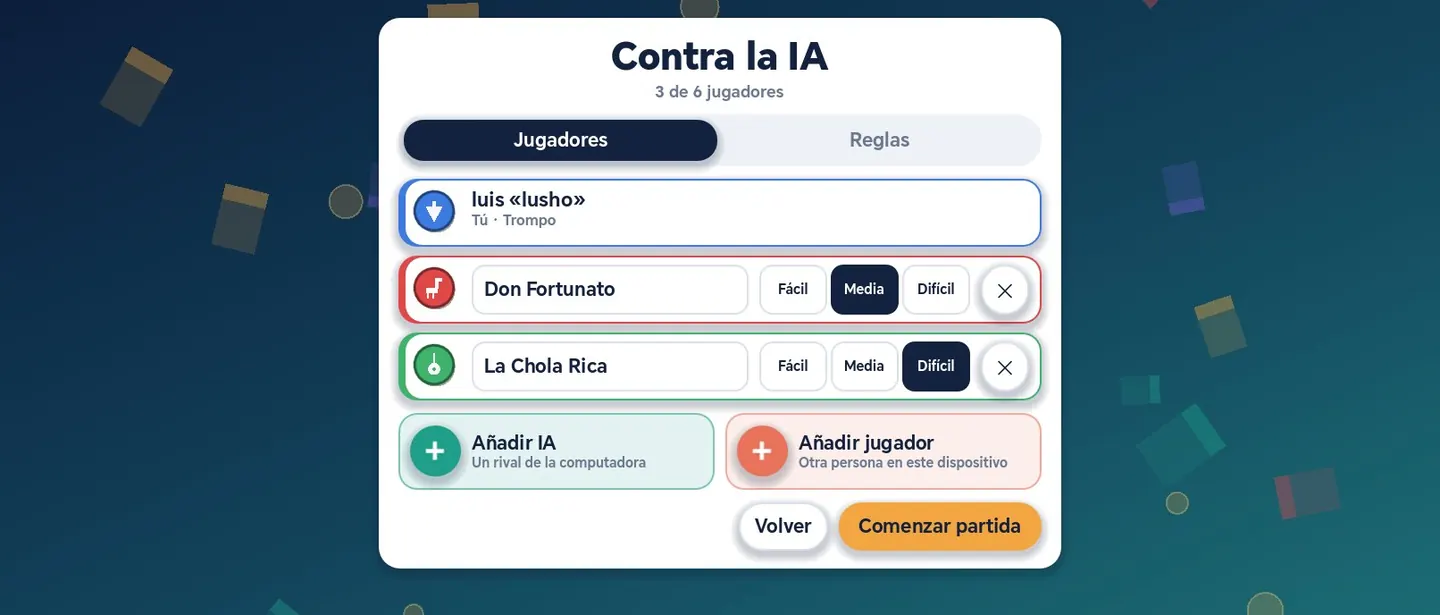 Contra la IA
3 de 6 jugadores
Jugadores
Reglas
luis «lusho»
Tú · Trompo
Don Fortunato
Fácil
Media
Difícil
La Chola Rica
Fácil
Media
Difícil
Añadir IA
Un rival de la computadora
Añadir jugador
Otra persona en este dispositivo
Volver
Comenzar partida